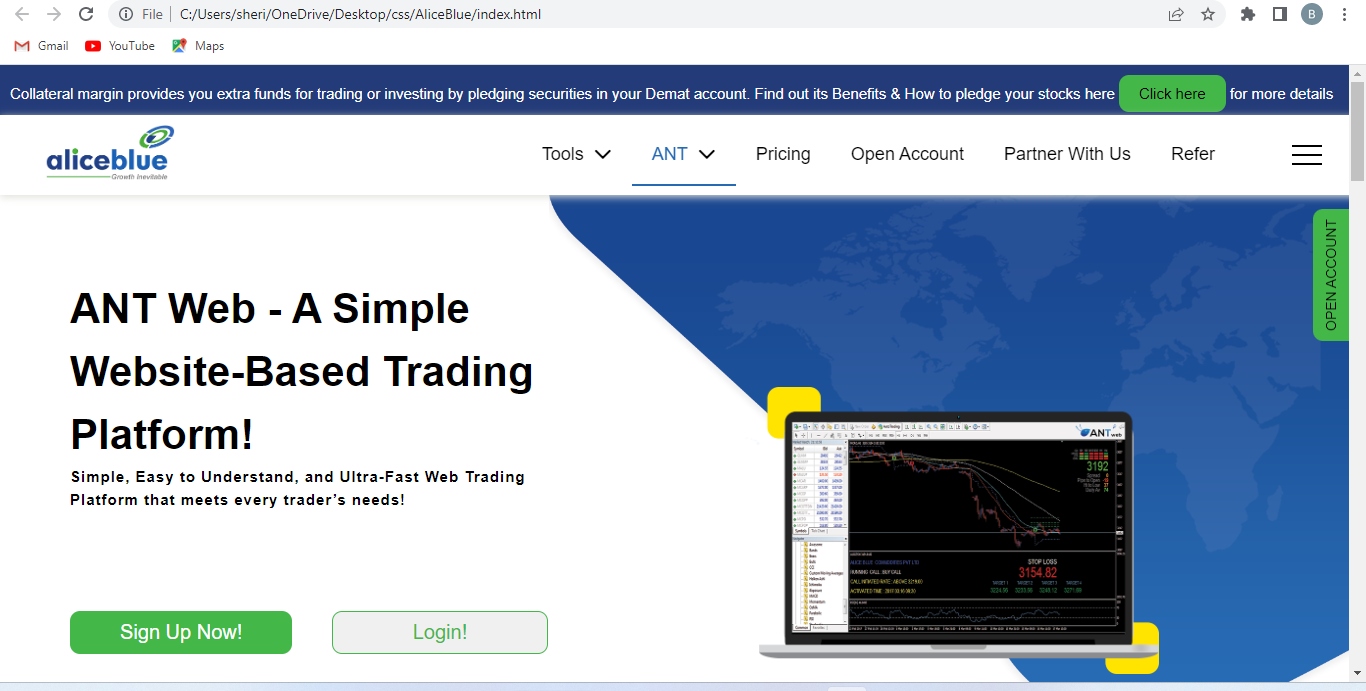 File
C:/Users/sheri/OneDrive/Desktop/css/AliceBlue/index.html
B
Gmail YouTube Maps
Collateral margin provides you extra funds for trading or investing by pledging securities in your Demat account. Find out its Benefits & How to pledge your stocks here Click here for more details
aliceblue
Growth Inevitable
Tools ANT Pricing Open Account Partner With Us Refer
OPEN ACCOUNT
ANT Web - A Simple
Website-Based Trading
Platform!
Simple, Easy to Understand, and Ultra-Fast Web Trading
Platform that meets every trader’s needs!
Sign Up Now! Login!
ANT web
3192
STOP LOSS
3154.82